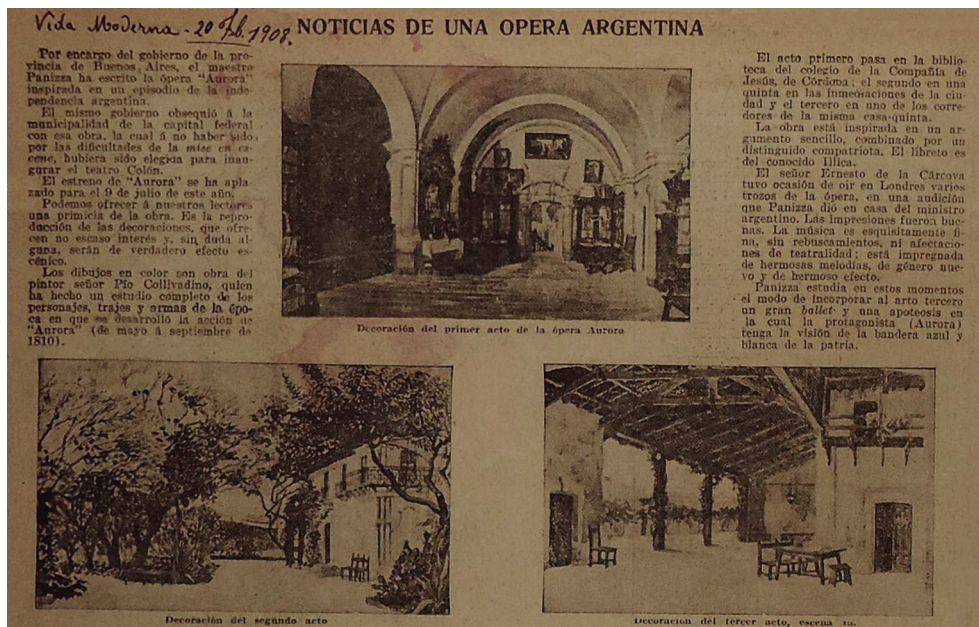 Vida Moderna - 20 Feb. 1908.
NOTICIAS DE UNA OPERA ARGENTINA
Por encargo del gobierno de la pro-
vincia de Buenos Aires, el maestro
Panizza ha escrito la ópera "Aurora"
inspirada en un episodio de la inde-
pendencia argentina.
El mismo gobierno obsequió á la
municipalidad de la capital federal
con esa obra, la cual á no haber sido,
por las dificultades de la mise en es-
cene, hubiera sido elegida para inau-
gurar el teatro Colón.
El estreno de "Aurora" se ha apla-
zado para el 9 de julio de este año.
Podemos ofrecer á nuestros lectores
una primicia de la obra. Es la repro-
ducción de las decoraciones, que ofre-
cen no escaso interés y, sin duda al-
guna, serán de verdadero efecto es-
cénico.
Los dibujos en color son obra del
pintor señor Pío Collivadino, quien
ha hecho un estudio completo de los
personajes, trajes y armas de la épo-
ca en que se desarrolló la acción de
"Aurora" (de mayo á septiembre de
1810).
Decoración del primer acto de la ópera Aurora
El acto primero pasa en la biblio-
teca del colegio de la Compañía de
Jesús, de Córdoba; el segundo en una
quinta en las inmediaciones de la ciu-
dad y el tercero en uno de los corre-
dores de la misma casa-quinta.
La obra está inspirada en un ar-
gumento sencillo, combinado por un
distinguido compatriota. El libreto es
del conocido Illica.
El señor Ernesto de la Cárcova
tuvo ocasión de oir en Londres varios
trozos de la ópera, en una audición
que Panizza dió en casa del ministro
argentino. Las impresiones fueron bue-
nas. La música es esquisitamente fi-
na, sin rebuscamientos, ni afectacio-
nes de teatralidad; está impregnada
de hermosas melodías, de género nue-
vo y de hermoso efecto.
Panizza estudia en estos momentos
el modo de incorporar al arto tercero
un gran ballet y una apoteosis en
la cual la protagonista (Aurora)
tenga la visión de la bandera azul y
blanca de la patria.
Decoración del segundo acto
Decoración del tercer acto, escena 1a.